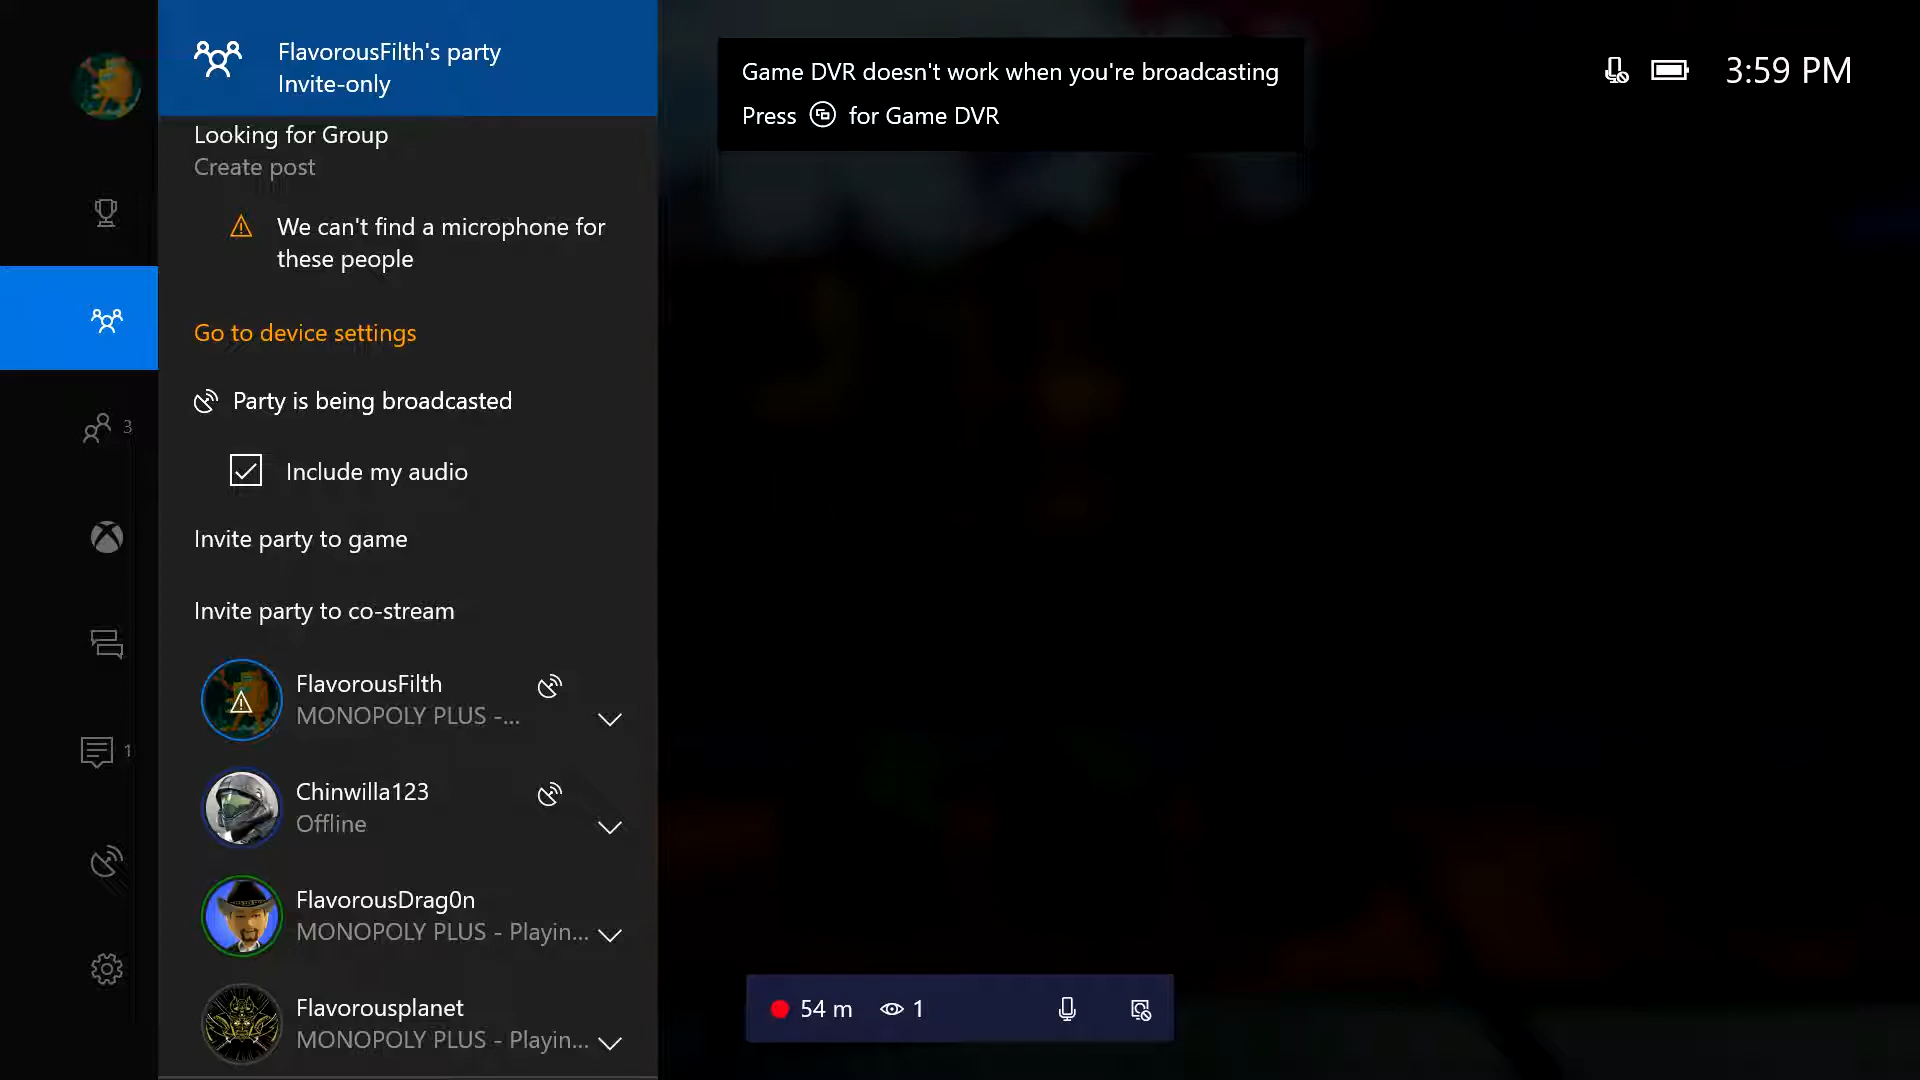 FlavorousFilth's party
Invite-only
Looking for Group
Create post
We can't find a microphone for
these people
Go to device settings
Party is being broadcasted
Include my audio
Invite party to game
Invite party to co-stream
FlavorousFilth
MONOPOLY PLUS -...
Chinwilla123
Offline
FlavorousDrag0n
MONOPOLY PLUS - Playin...
Flavorousplanet
MONOPOLY PLUS - Playin...
3
1
Game DVR doesn't work when you're broadcasting
Press for Game DVR
3:59 PM
54 m 1